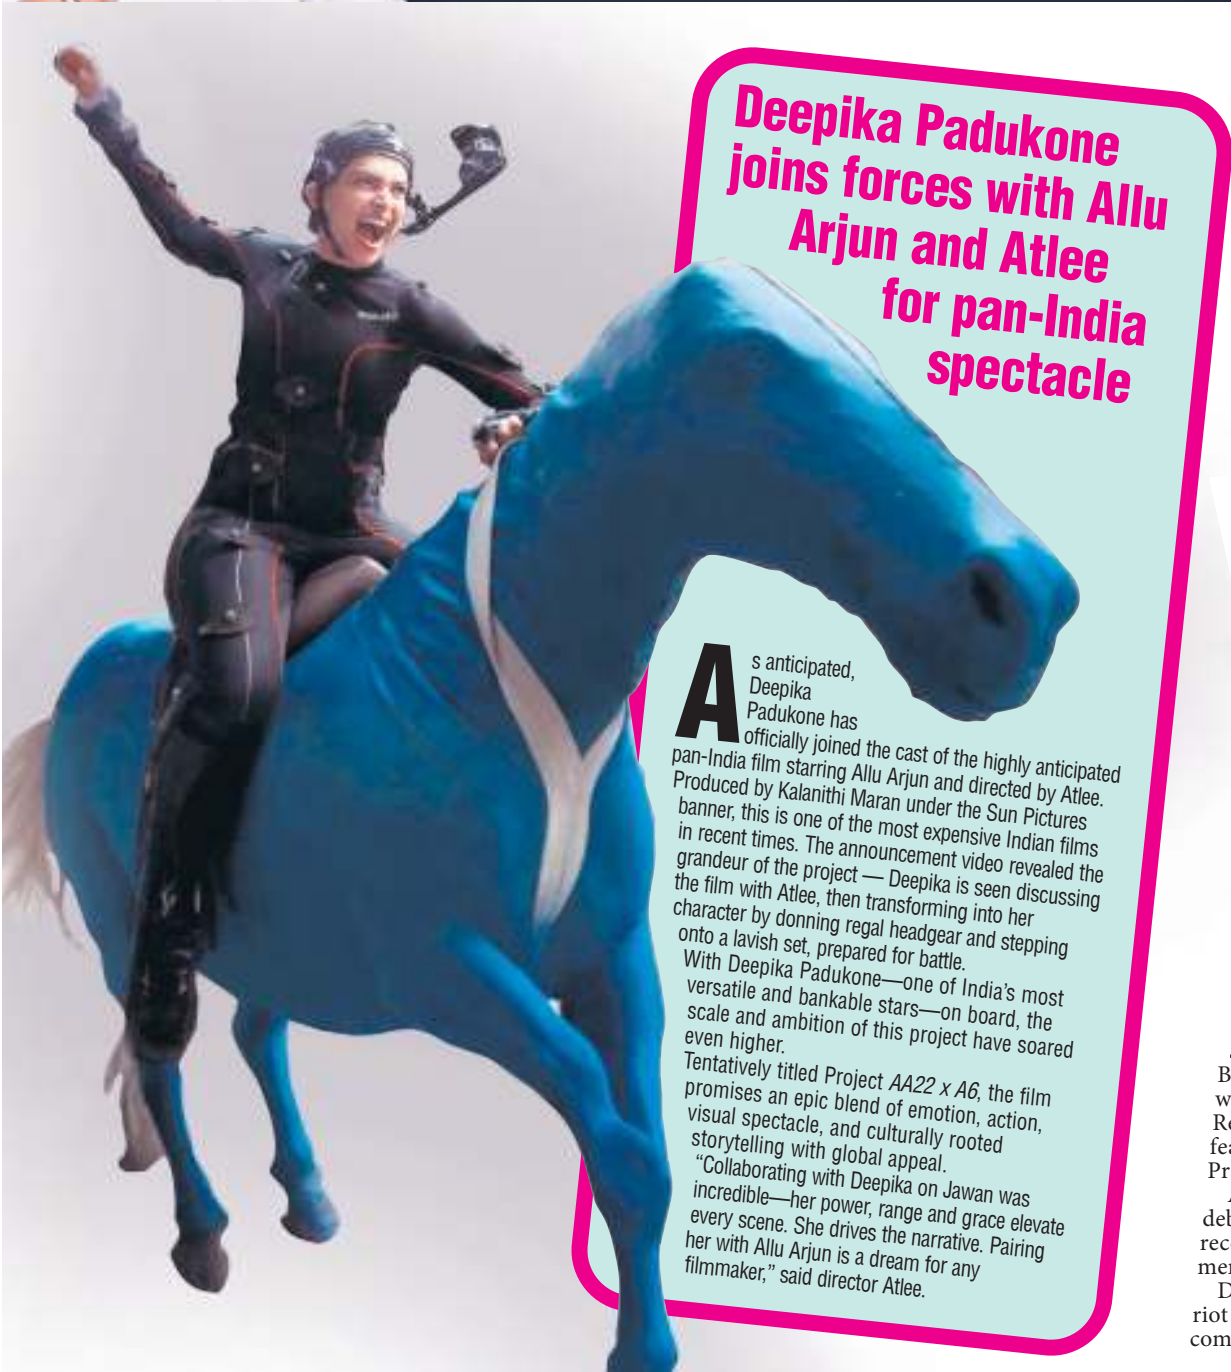 Deepika Padukone
joins forces with Allu
Arjun and Atlee
for pan-India
spectacle
As anticipated,
Deepika
Padukone has
officially joined the cast of the highly anticipated
pan-India film starring Allu Arjun and directed by Atlee.
Produced by Kalanithi Maran under the Sun Pictures
banner, this is one of the most expensive Indian films
in recent times. The announcement video revealed the
grandeur of the project — Deepika is seen discussing
the film with Atlee, then transforming into her
character by donning regal headgear and stepping
onto a lavish set, prepared for battle.
With Deepika Padukone—one of India’s most
versatile and bankable stars—on board, the
scale and ambition of this project have soared
even higher.
Tentatively titled Project AA22 x A6, the film
promises an epic blend of emotion, action,
visual spectacle, and culturally rooted
storytelling with global appeal.
“Collaborating with Deepika on Jawan was
incredible—her power, range and grace elevate
every scene. She drives the narrative. Pairing
her with Allu Arjun is a dream for any
filmmaker,” said director Atlee.
riot
com